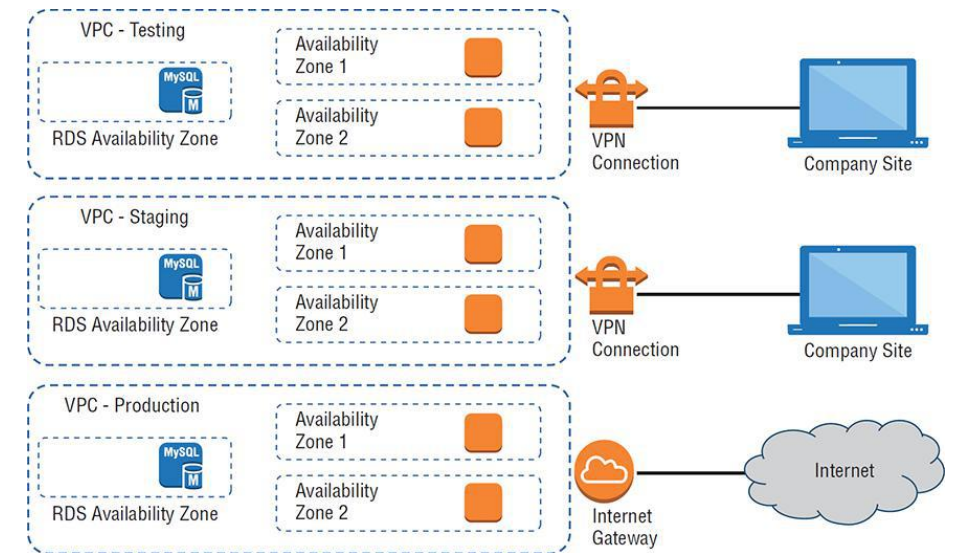 VPC - Testing
MySQL
M
RDS Availability Zone
Availability
Zone 1
Availability
Zone 2
VPN
Connection
Company Site
VPC - Staging
MySQL
M
RDS Availability Zone
Availability
Zone 1
Availability
Zone 2
VPN
Connection
Company Site
VPC - Production
MySQL
M
RDS Availability Zone
Availability
Zone 1
Availability
Zone 2
Internet
Gateway
Internet